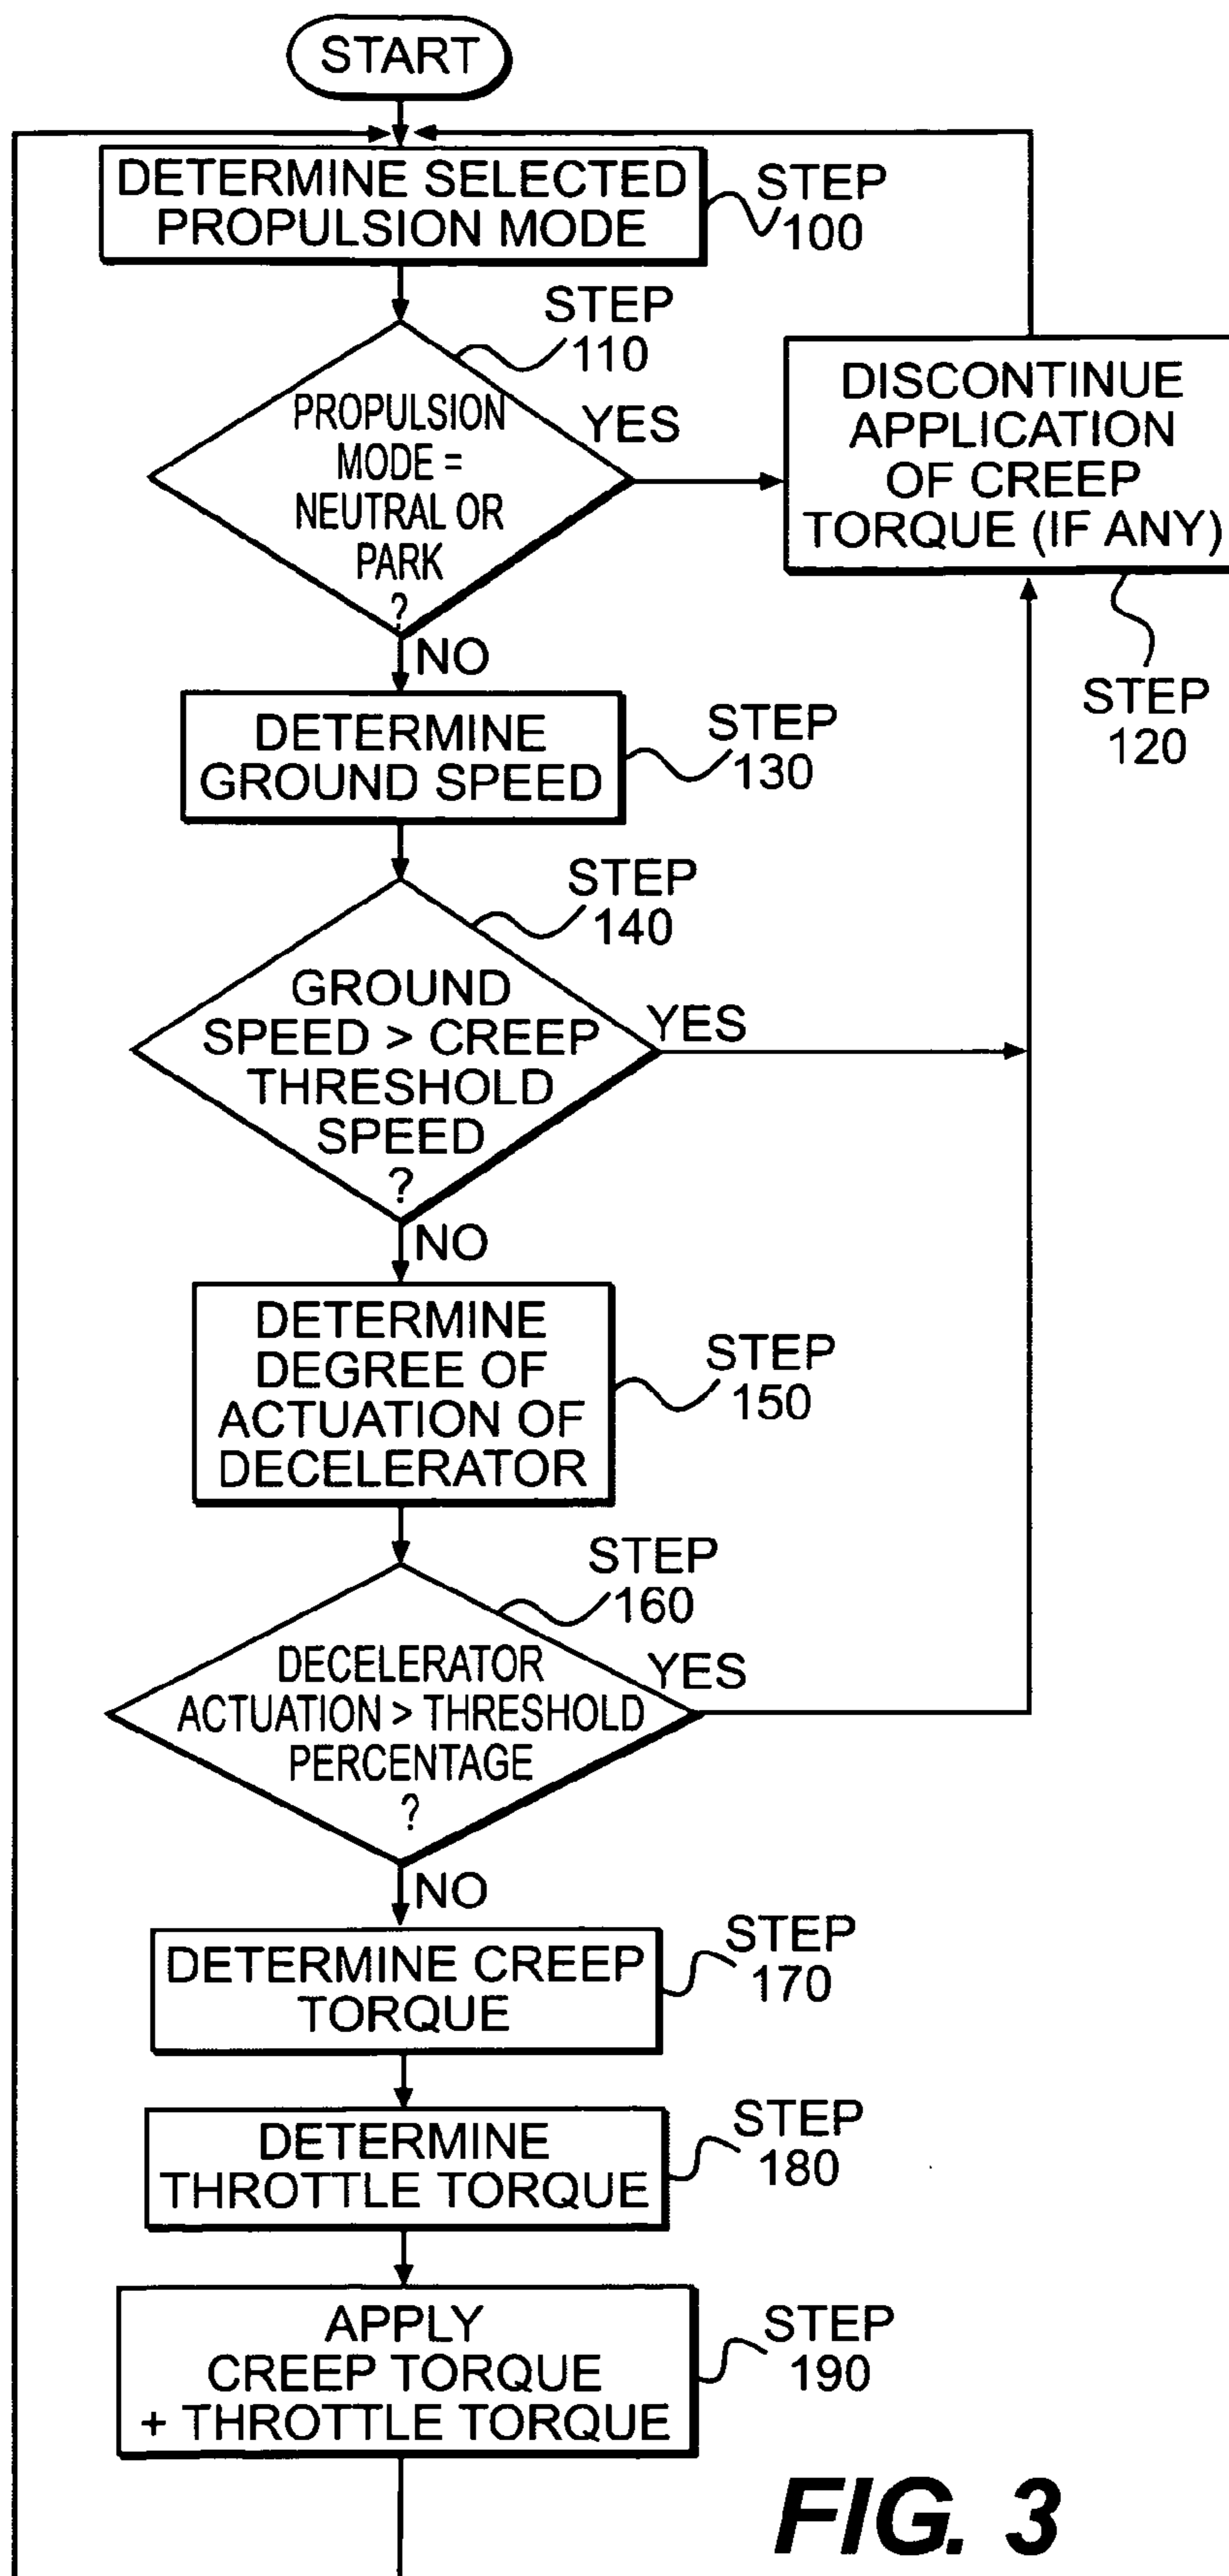 START
DETERMINE SELECTED
PROPULSION MODE
STEP
100
STEP
110
PROPULSION
MODE =
NEUTRAL OR
PARK
?
YES
DISCONTINUE
APPLICATION
OF CREEP
TORQUE (IF ANY)
STEP
120
NO
DETERMINE
GROUND SPEED
STEP
130
STEP
140
GROUND
SPEED > CREEP
THRESHOLD
SPEED
?
YES
NO
DETERMINE
DEGREE OF
ACTUATION OF
DECELERATOR
STEP
150
STEP
160
DECELERATOR
ACTUATION > THRESHOLD
PERCENTAGE
?
YES
NO
DETERMINE CREEP
TORQUE
STEP
170
DETERMINE
THROTTLE TORQUE
STEP
180
APPLY
CREEP TORQUE
+ THROTTLE TORQUE
STEP
190
FIG. 3